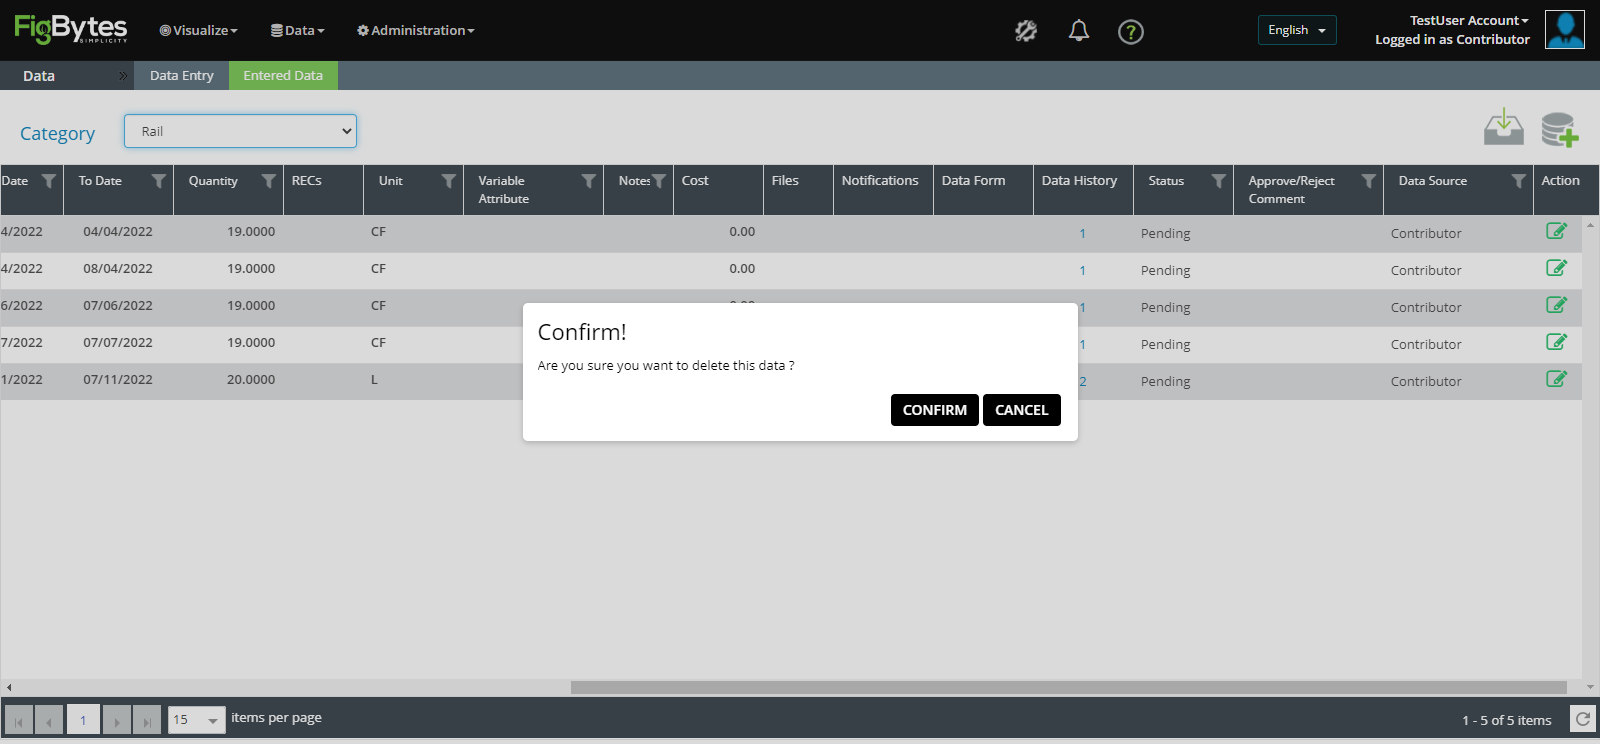 FigBytes
SIMPLICITY
Visualize
Data
Administration
English
TestUser Account
Logged in as Contributor
Data
Data Entry
Entered Data
Category
Rail
Date To Date Quantity RECs Unit Variable Attribute Notes Cost Files Notifications Data Form Data History Status Approve/Reject Comment Data Source Action
4/2022 04/04/2022 19.0000 CF 0.00 1 Pending Contributor
4/2022 08/04/2022 19.0000 CF 0.00 1 Pending Contributor
6/2022 07/06/2022 19.0000 CF 1 Pending Contributor
7/2022 07/07/2022 19.0000 CF 1 Pending Contributor
1/2022 07/11/2022 20.0000 L 2 Pending Contributor
Confirm!
Are you sure you want to delete this data ?
CONFIRM CANCEL
1
15 items per page
1 - 5 of 5 items